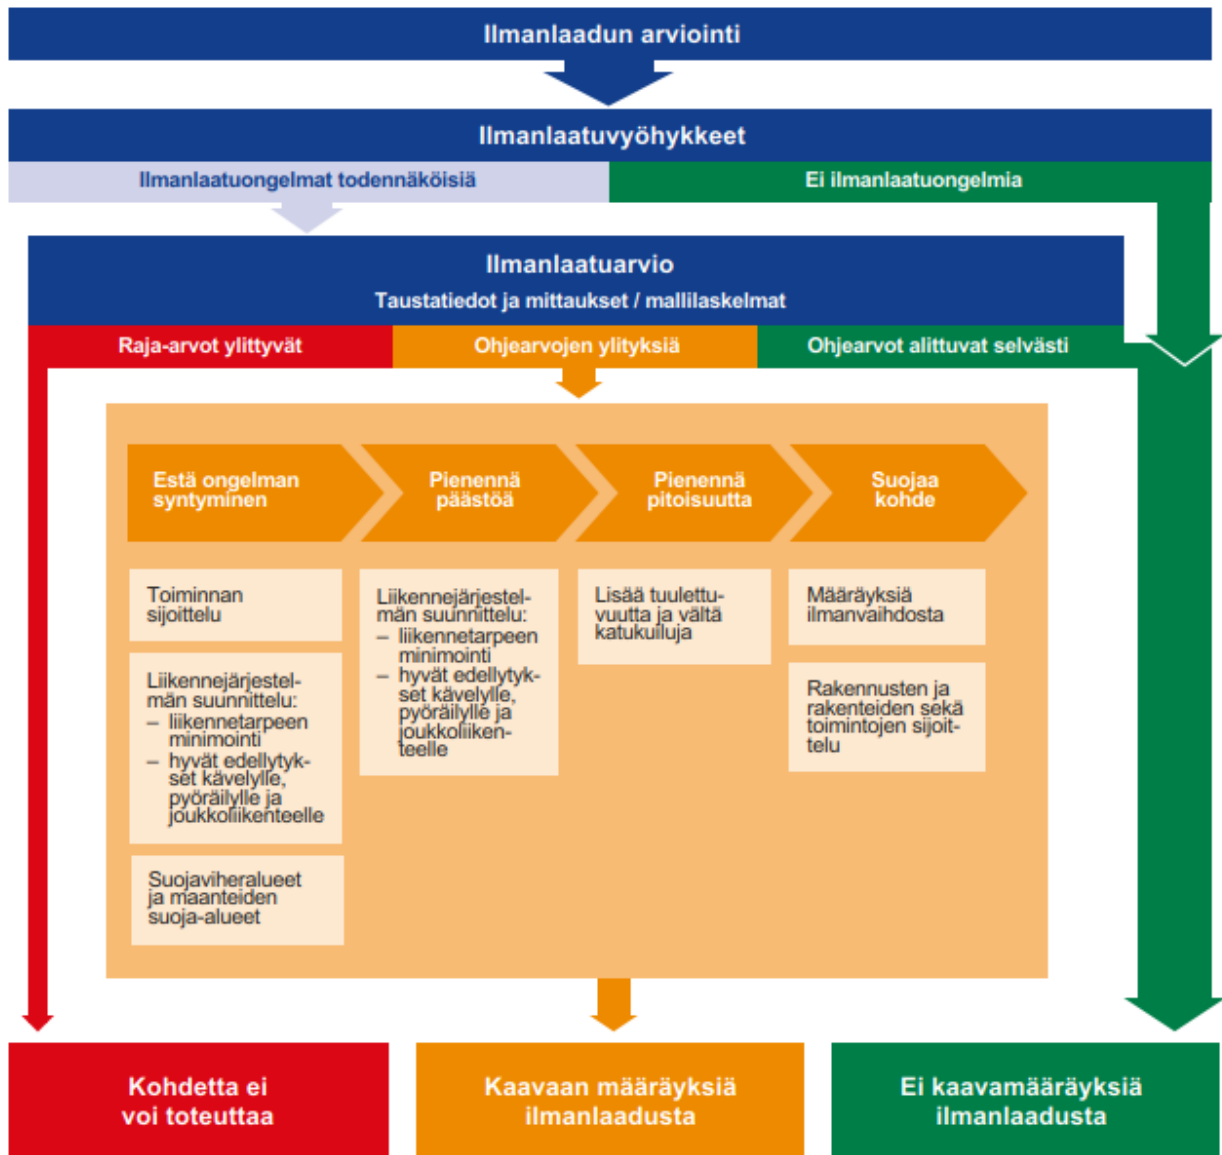 Ilmanlaadun arviointi
Ilmanlaatuvyöhykkeet
Ilmanlaatuongelmat todennäköisiä
Ei ilmanlaatuongelmia
Ilmanlaatuarvio
Taustatiedot ja mittaukset / mallilaskelmat
Raja-arvot ylittyvät
Ohjearvojen ylityksiä
Ohjearvot alittuvat selvästi
Estä ongelman
syntyminen
Pienennä
päästöä
Pienennä
pitoisuutta
Suojaa
kohde
Toiminnan
sijoittelu
Liikennejärjestel-
män suunnittelu:
– liikennetarpeen
minimointi
– hyvät edellytyk-
set kävelylle,
pyöräilylle ja
joukkoliikenteelle
Suojaviheralueet
ja maanteiden
suoja-alueet
Liikennejärjestel-
män suunnittelu:
– liikennetarpeen
minimointi
– hyvät edellytyk-
set kävelylle,
pyöräilylle ja
joukkoliiken-
teelle
Lisää tuulettu-
vuutta ja vältä
katukuiluja
Määräyksiä
ilmanvaihdosta
Rakennusten ja
rakenteiden sekä
toimintojen sijoit-
telu
Kohdetta ei
voi toteuttaa
Kaavaan määräyksiä
ilmanlaadusta
Ei kaavamääräyksiä
ilmanlaadusta